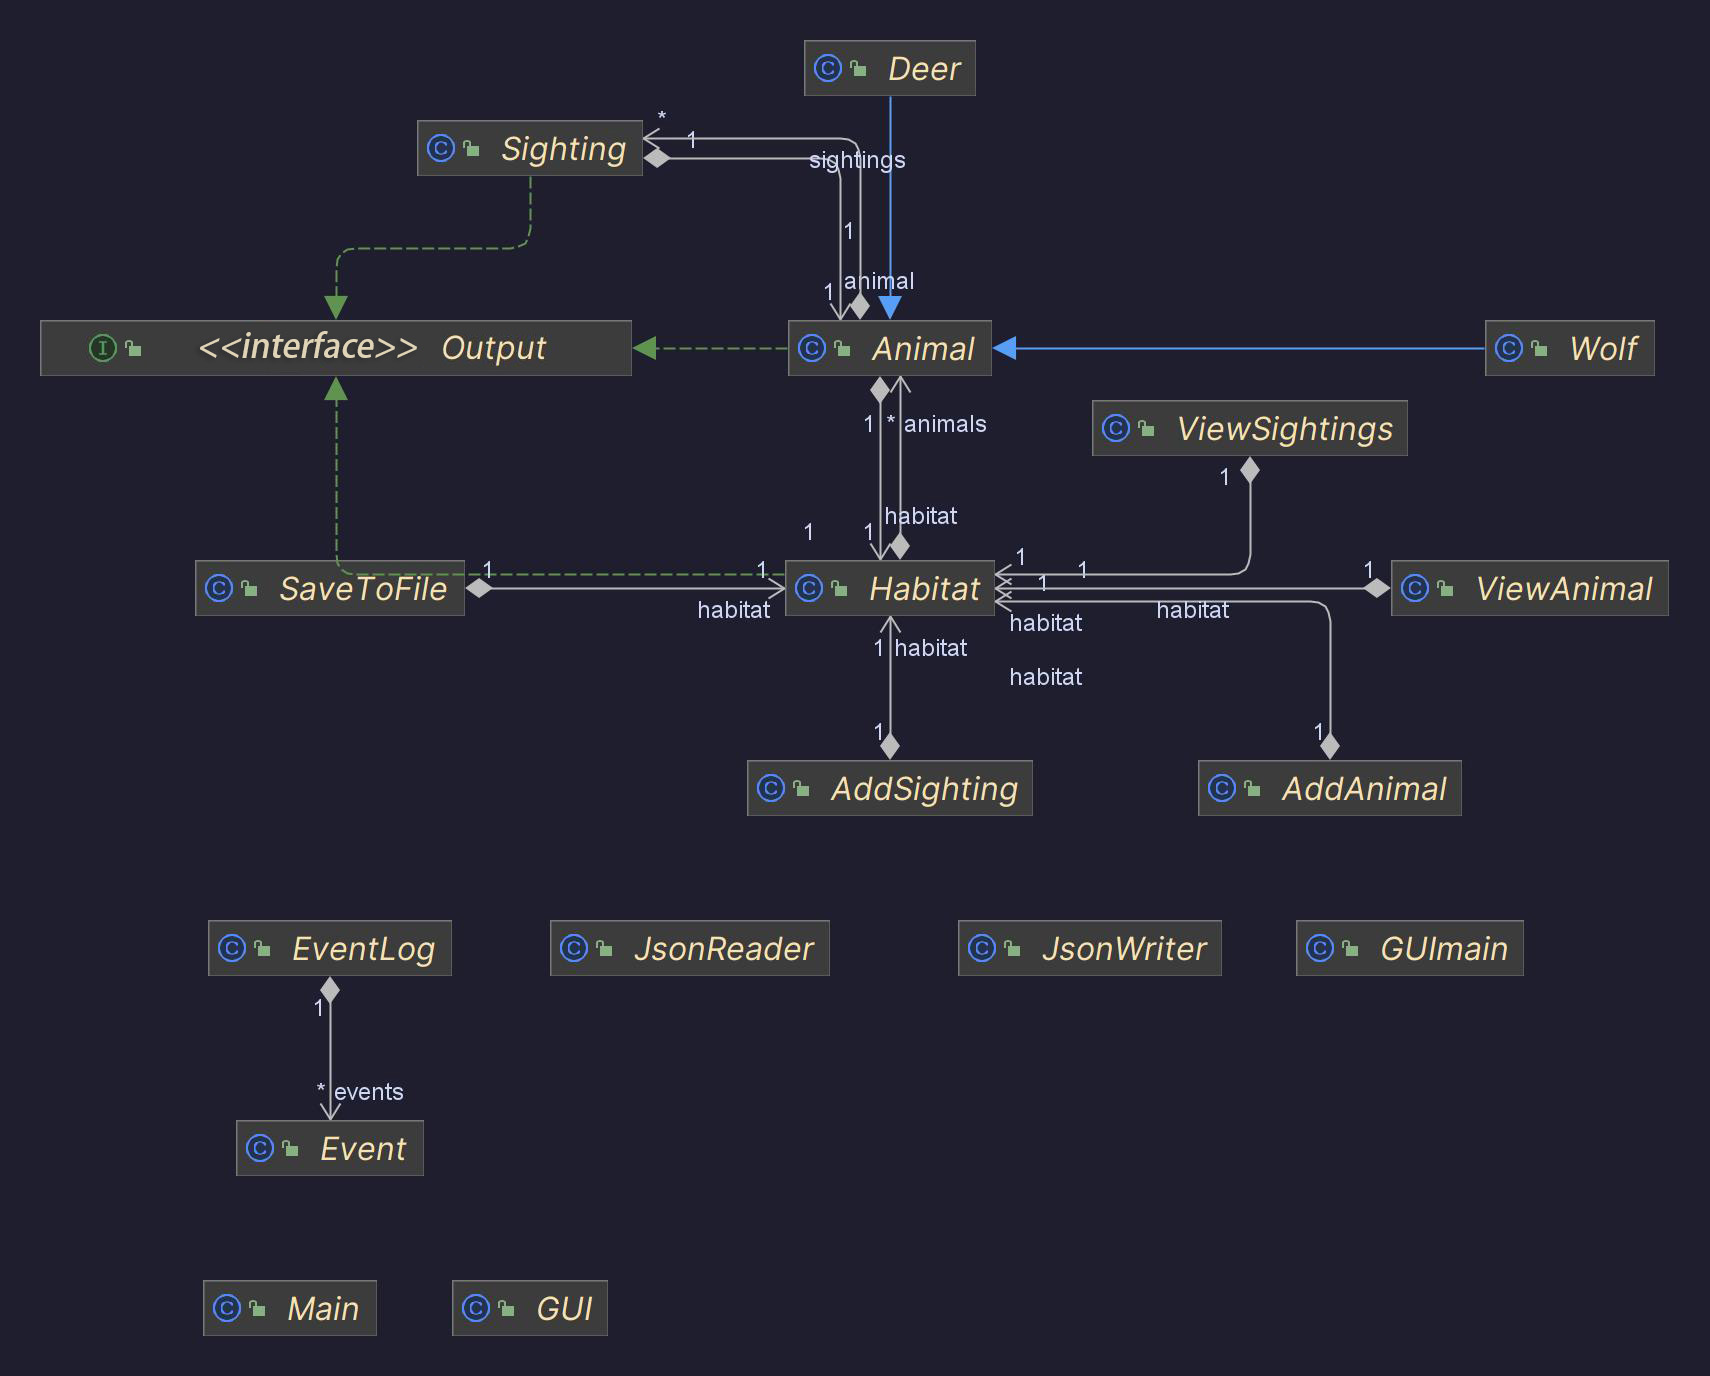 Deer
*
1
Sighting
sightings
1
animal
1
<<interface>> Output
Animal
Wolf
1 * animals
ViewSightings
1
habitat
1 1
1
1
1
1
1
1
SaveToFile
Habitat
ViewAnimal
habitat
habitat
habitat
1 habitat
habitat
1
1
AddSighting
AddAnimal
EventLog
JsonReader
JsonWriter
GUImain
1
* events
Event
Main
GUI